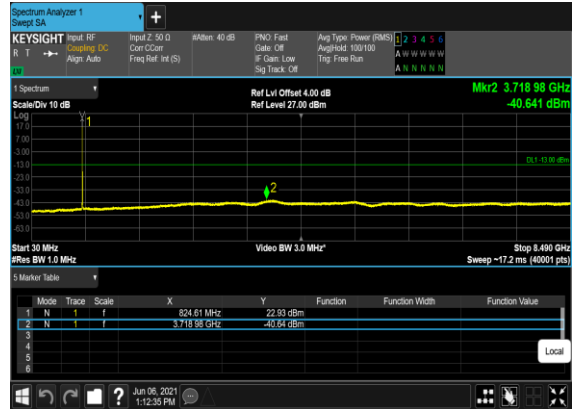 Spectrum Analyzer 1
Swept SA
+
KEYSIGHT Input: RF Input Z: 50 Ω #Atten: 40 dB PNO: Fast Avg Type: Power (RMS) 1 2 3 4 5 6
R T Coupling: DC Corr CCorr Gate: Off Avg|Hold: 100/100 A W W W W W
Align: Auto Freq Ref: Int (S) IF Gain: Low Trig: Free Run
Sig Track: Off A N N N N N
1 Spectrum Ref Lvl Offset 4.00 dB Mkr2 3.718 98 GHz
Scale/Div 10 dB Ref Level 27.00 dBm -40.641 dBm
Log
17.0
7.00
-3.00
-13.0
DL1 -13.00 dBm
-23.0
-33.0
-43.0
-53.0
-63.0
1
2
Start 30 MHz Video BW 3.0 MHz* Stop 8.490 GHz
#Res BW 1.0 MHz Sweep ~17.2 ms (40001 pts)
5 Marker Table
Mode Trace Scale X Y Function Function Width Function Value
1 N 1 f 824.61 MHz 22.93 dBm
2 N 1 f 3.718 98 GHz -40.64 dBm
3
4
5
6
Local
? Jun 06, 2021
1:12:35 PM